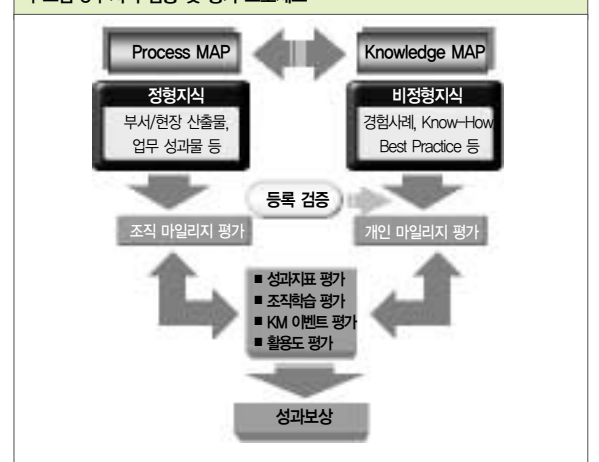 Process MAP
Knowledge MAP
정형지식
부서/현장 산출물,
업무 성과물 등
비정형지식
경험사례, Know-How
Best Practice 등
등록 검증
조직 마일리지 평가
개인 마일리지 평가
■ 성과지표 평가
■ 조직학습 평가
■ KM 이벤트 평가
■ 활용도 평가
성과보상